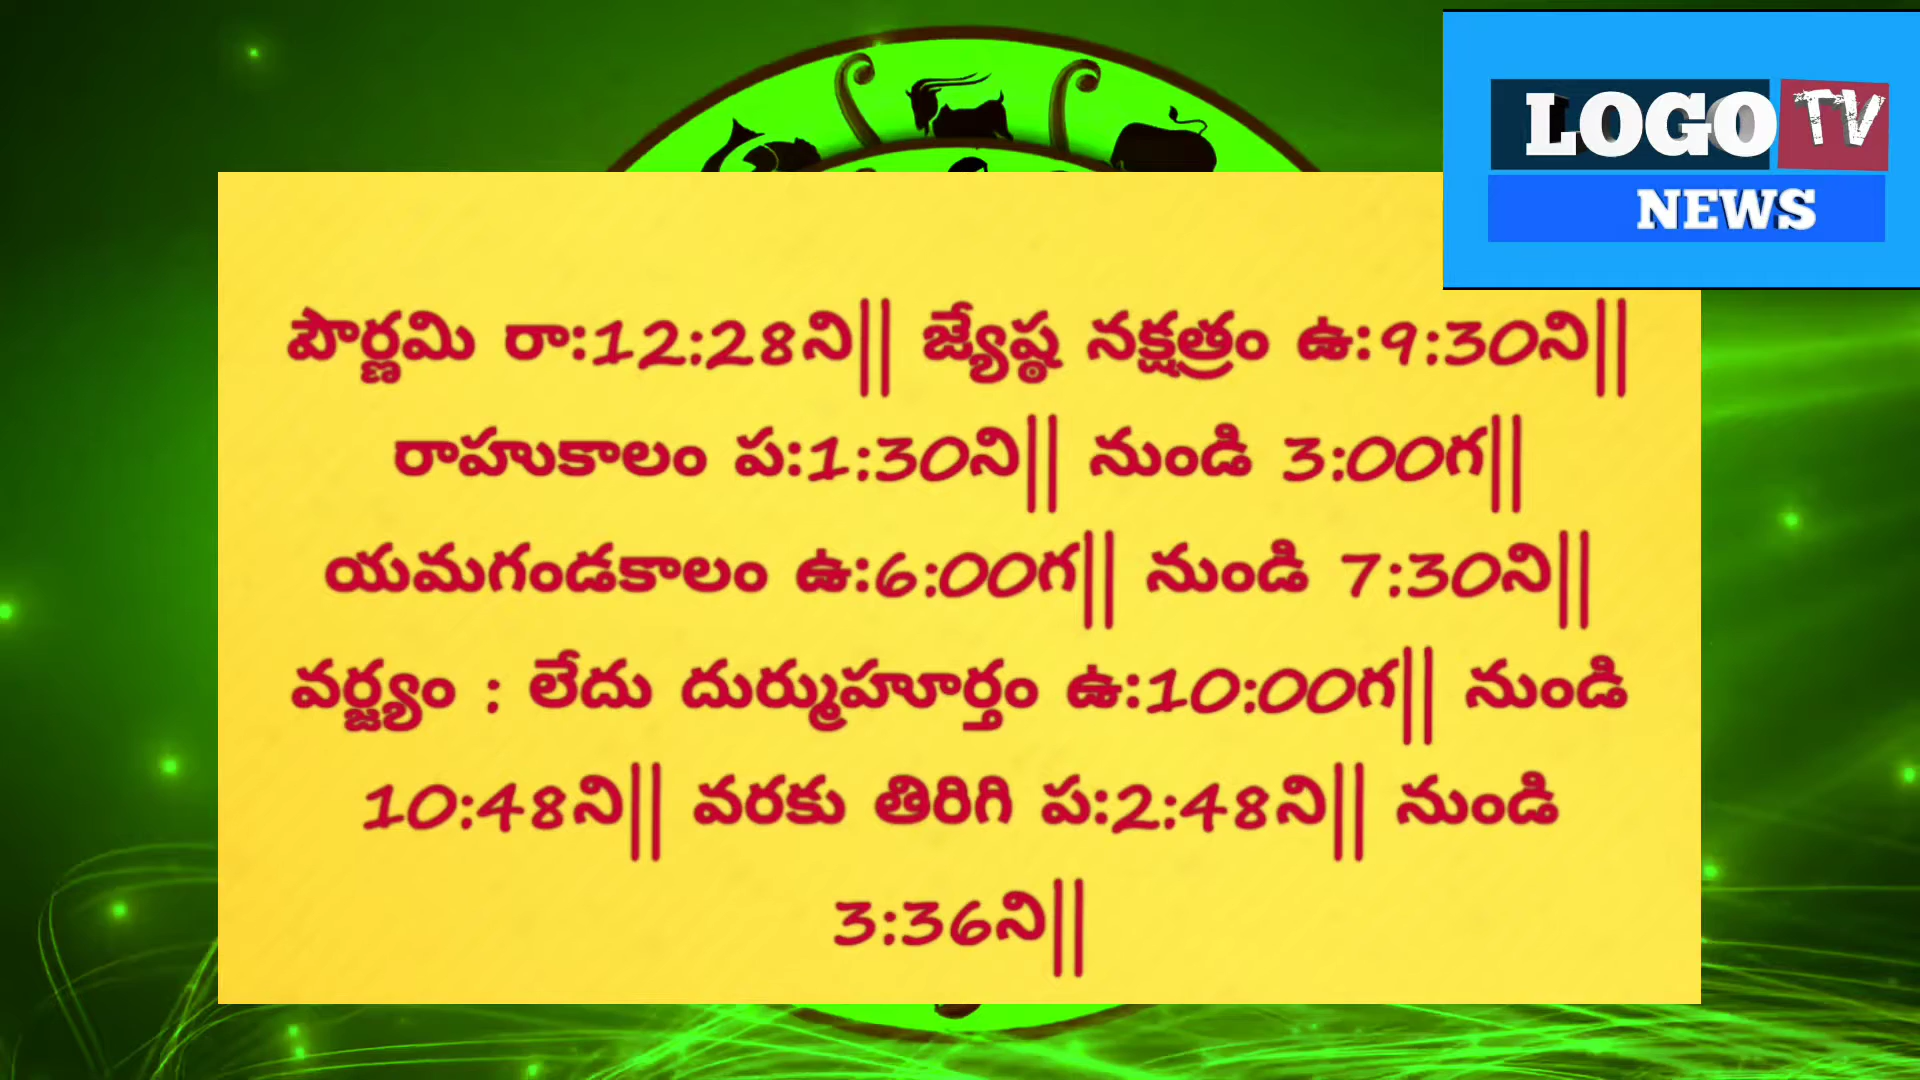 LOGO TV
NEWS
పౌర్ణమి రా:12:28ని|| జ్యేష్ఠ నక్షత్రం ఉ:9:30ని||
రాహుకాలం ప:1:30ని|| నుండి 3:00గ||
యమగండకాలం ఉ:6:00గ|| నుండి 7:30ని||
వర్జ్యం : లేదు దుర్ముహూర్తం ఉ:10:00గ|| నుండి
10:48ని|| వరకు తిరిగి ప:2:48ని|| నుండి
3:36ని||